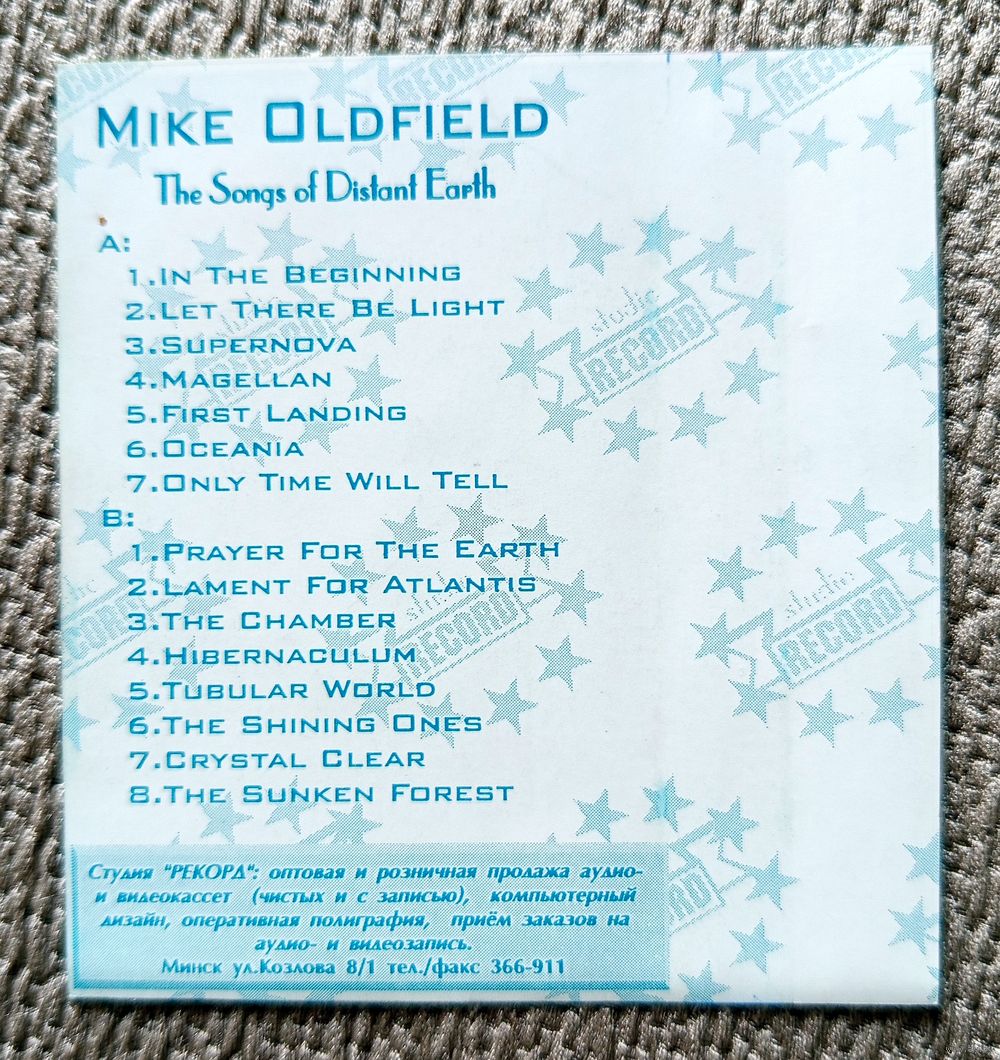 MIKE OLDFIELD
The Songs of Distant Earth
A:
1.IN THE BEGINNING
2.LET THERE BE LIGHT
3.SUPERNOVA
4.MAGELLAN
5.FIRST LANDING
6.OCEANIA
7.ONLY TIME WILL TELL
B:
1.PRAYER FOR THE EARTH
2.LAMENT FOR ATLANTIS
3.THE CHAMBER
4.HIBERNACULUM
5.TUBULAR WORLD
6.THE SHINING ONES
7.CRYSTAL CLEAR
8.THE SUNKEN FOREST
Студия "РЕКОРД": оптовая и розничная продажа аудио-
и видеокассет (чистых и с записью), компьютерный
дизайн, оперативная полиграфия, приём заказов на
аудио- и видеозапись.
Минск ул.Козлова 8/1 тел./факс 366-911
studio
RECORD
studio
RECORD
studio
RECORD